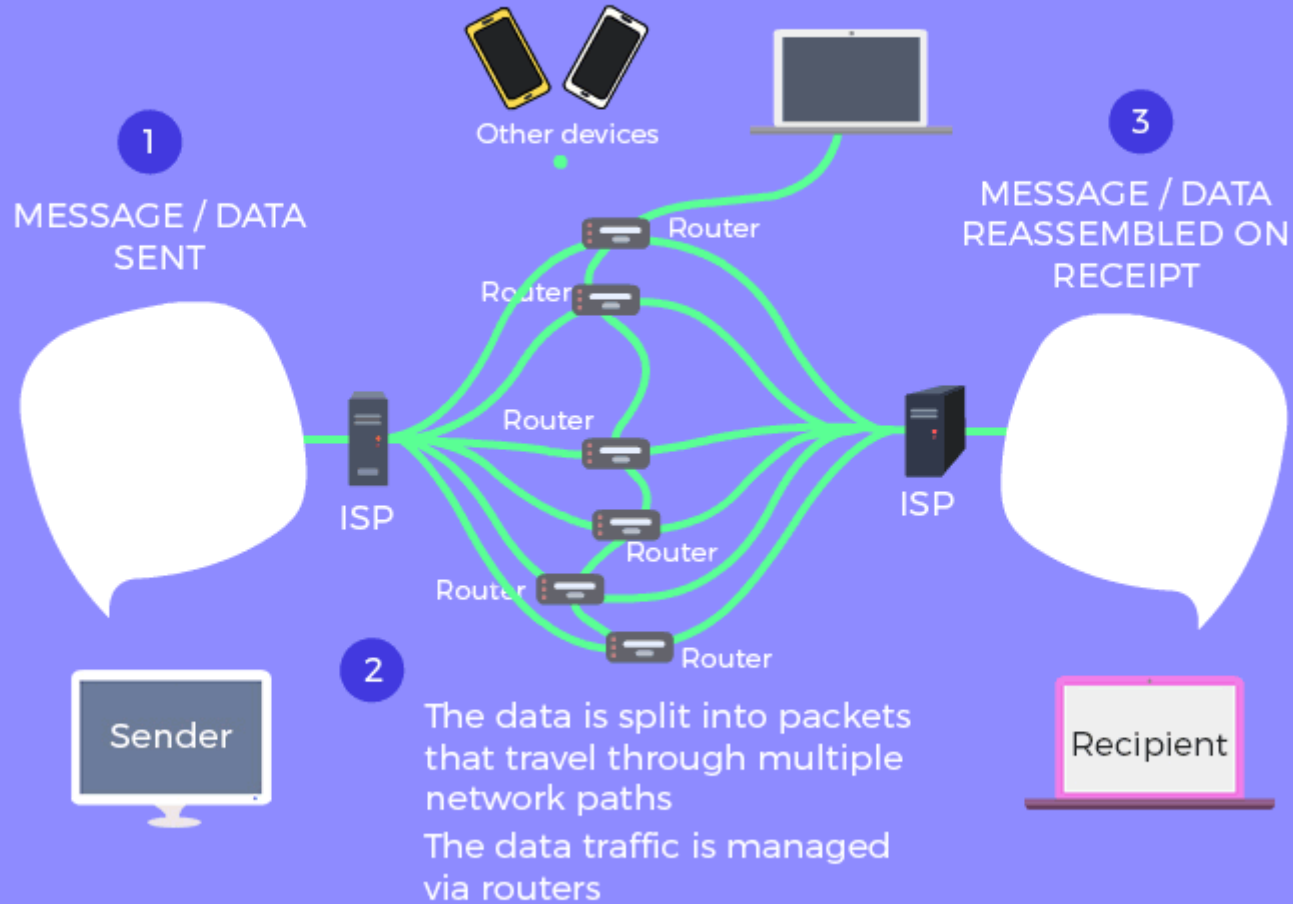 Other devices
1
MESSAGE / DATA
SENT
3
MESSAGE / DATA
REASSEMBLED ON
RECEIPT
Router
Router
Router
ISP
ISP
Router
Router
Router
2
Sender
The data is split into packets
that travel through multiple
network paths
The data traffic is managed
via routers
Recipient